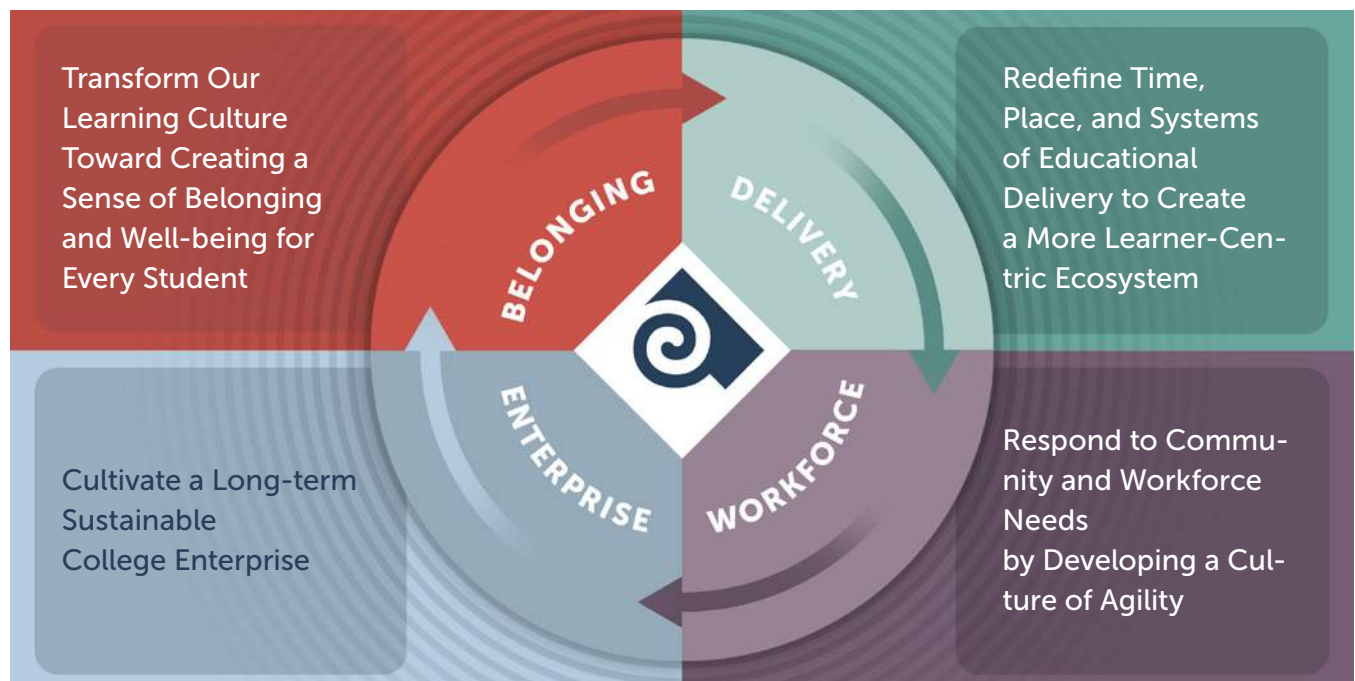 Transform Our
Learning Culture
Toward Creating a
Sense of Belonging
and Well-being for
Every Student
BELONGING
DELIVERY
Redefine Time,
Place, and Systems
of Educational
Delivery to Create
a More Learner-Cen-
tric Ecosystem
Cultivate a Long-term
Sustainable
College Enterprise
ENTERPRISE
WORKFORCE
Respond to Commu-
nity and Workforce
Needs
by Developing a Cul-
ture of Agility